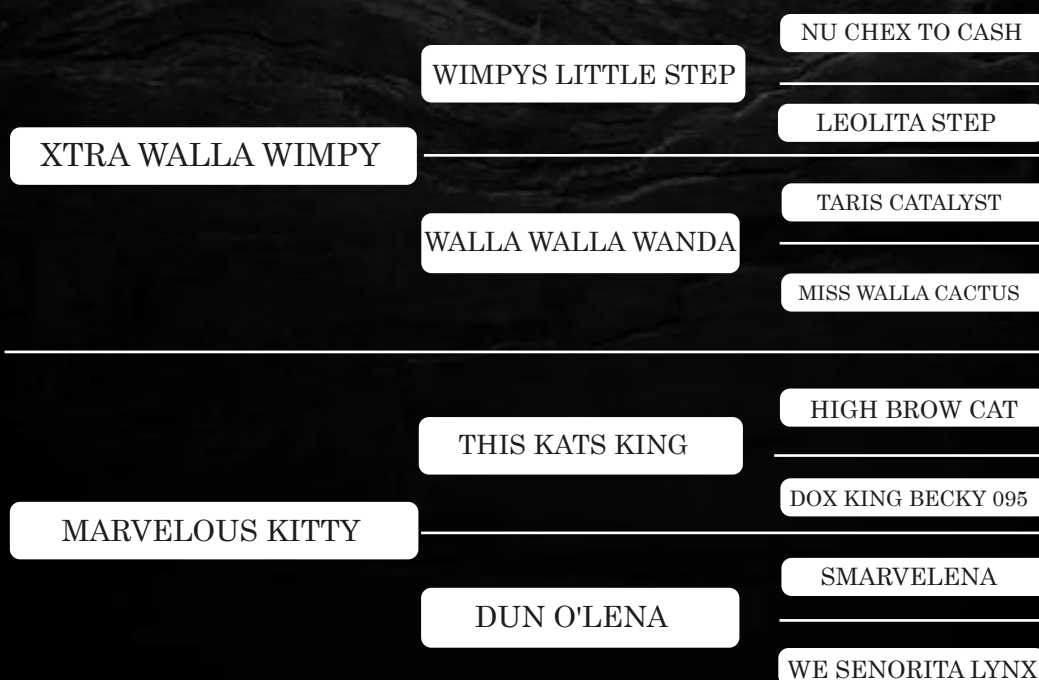 NU CHEX TO CASH
WIMPYS LITTLE STEP
LEOLITA STEP
XTRA WALLA WIMPY
TARIS CATALYST
WALLA WALLA WANDA
MISS WALLA CACTUS
HIGH BROW CAT
THIS KATS KING
DOX KING BECKY 095
MARVELOUS KITTY
SMARVELENA
DUN O'LENA
WE SENORITA LYNX